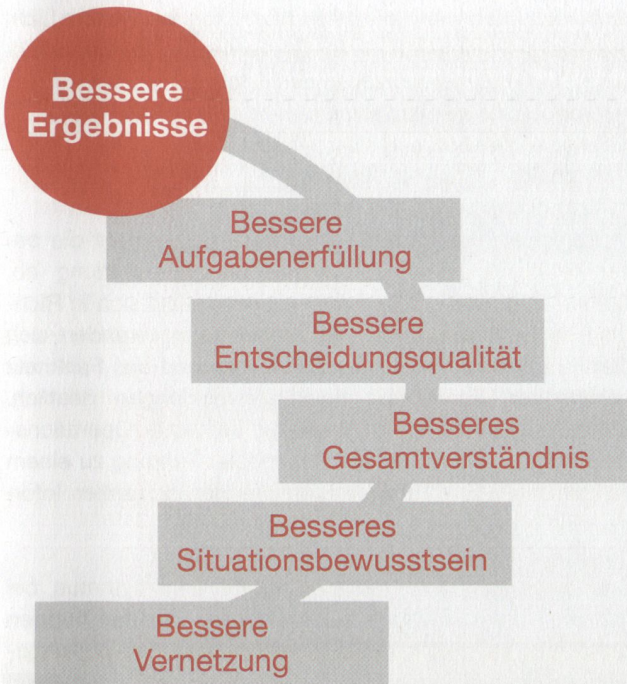 Bessere
Ergebnisse
Bessere
Aufgabenerfüllung
Bessere
Entscheidungsqualität
Besseres
Gesamtverständnis
Besseres
Situationsbewusstsein
Bessere
Vernetzung